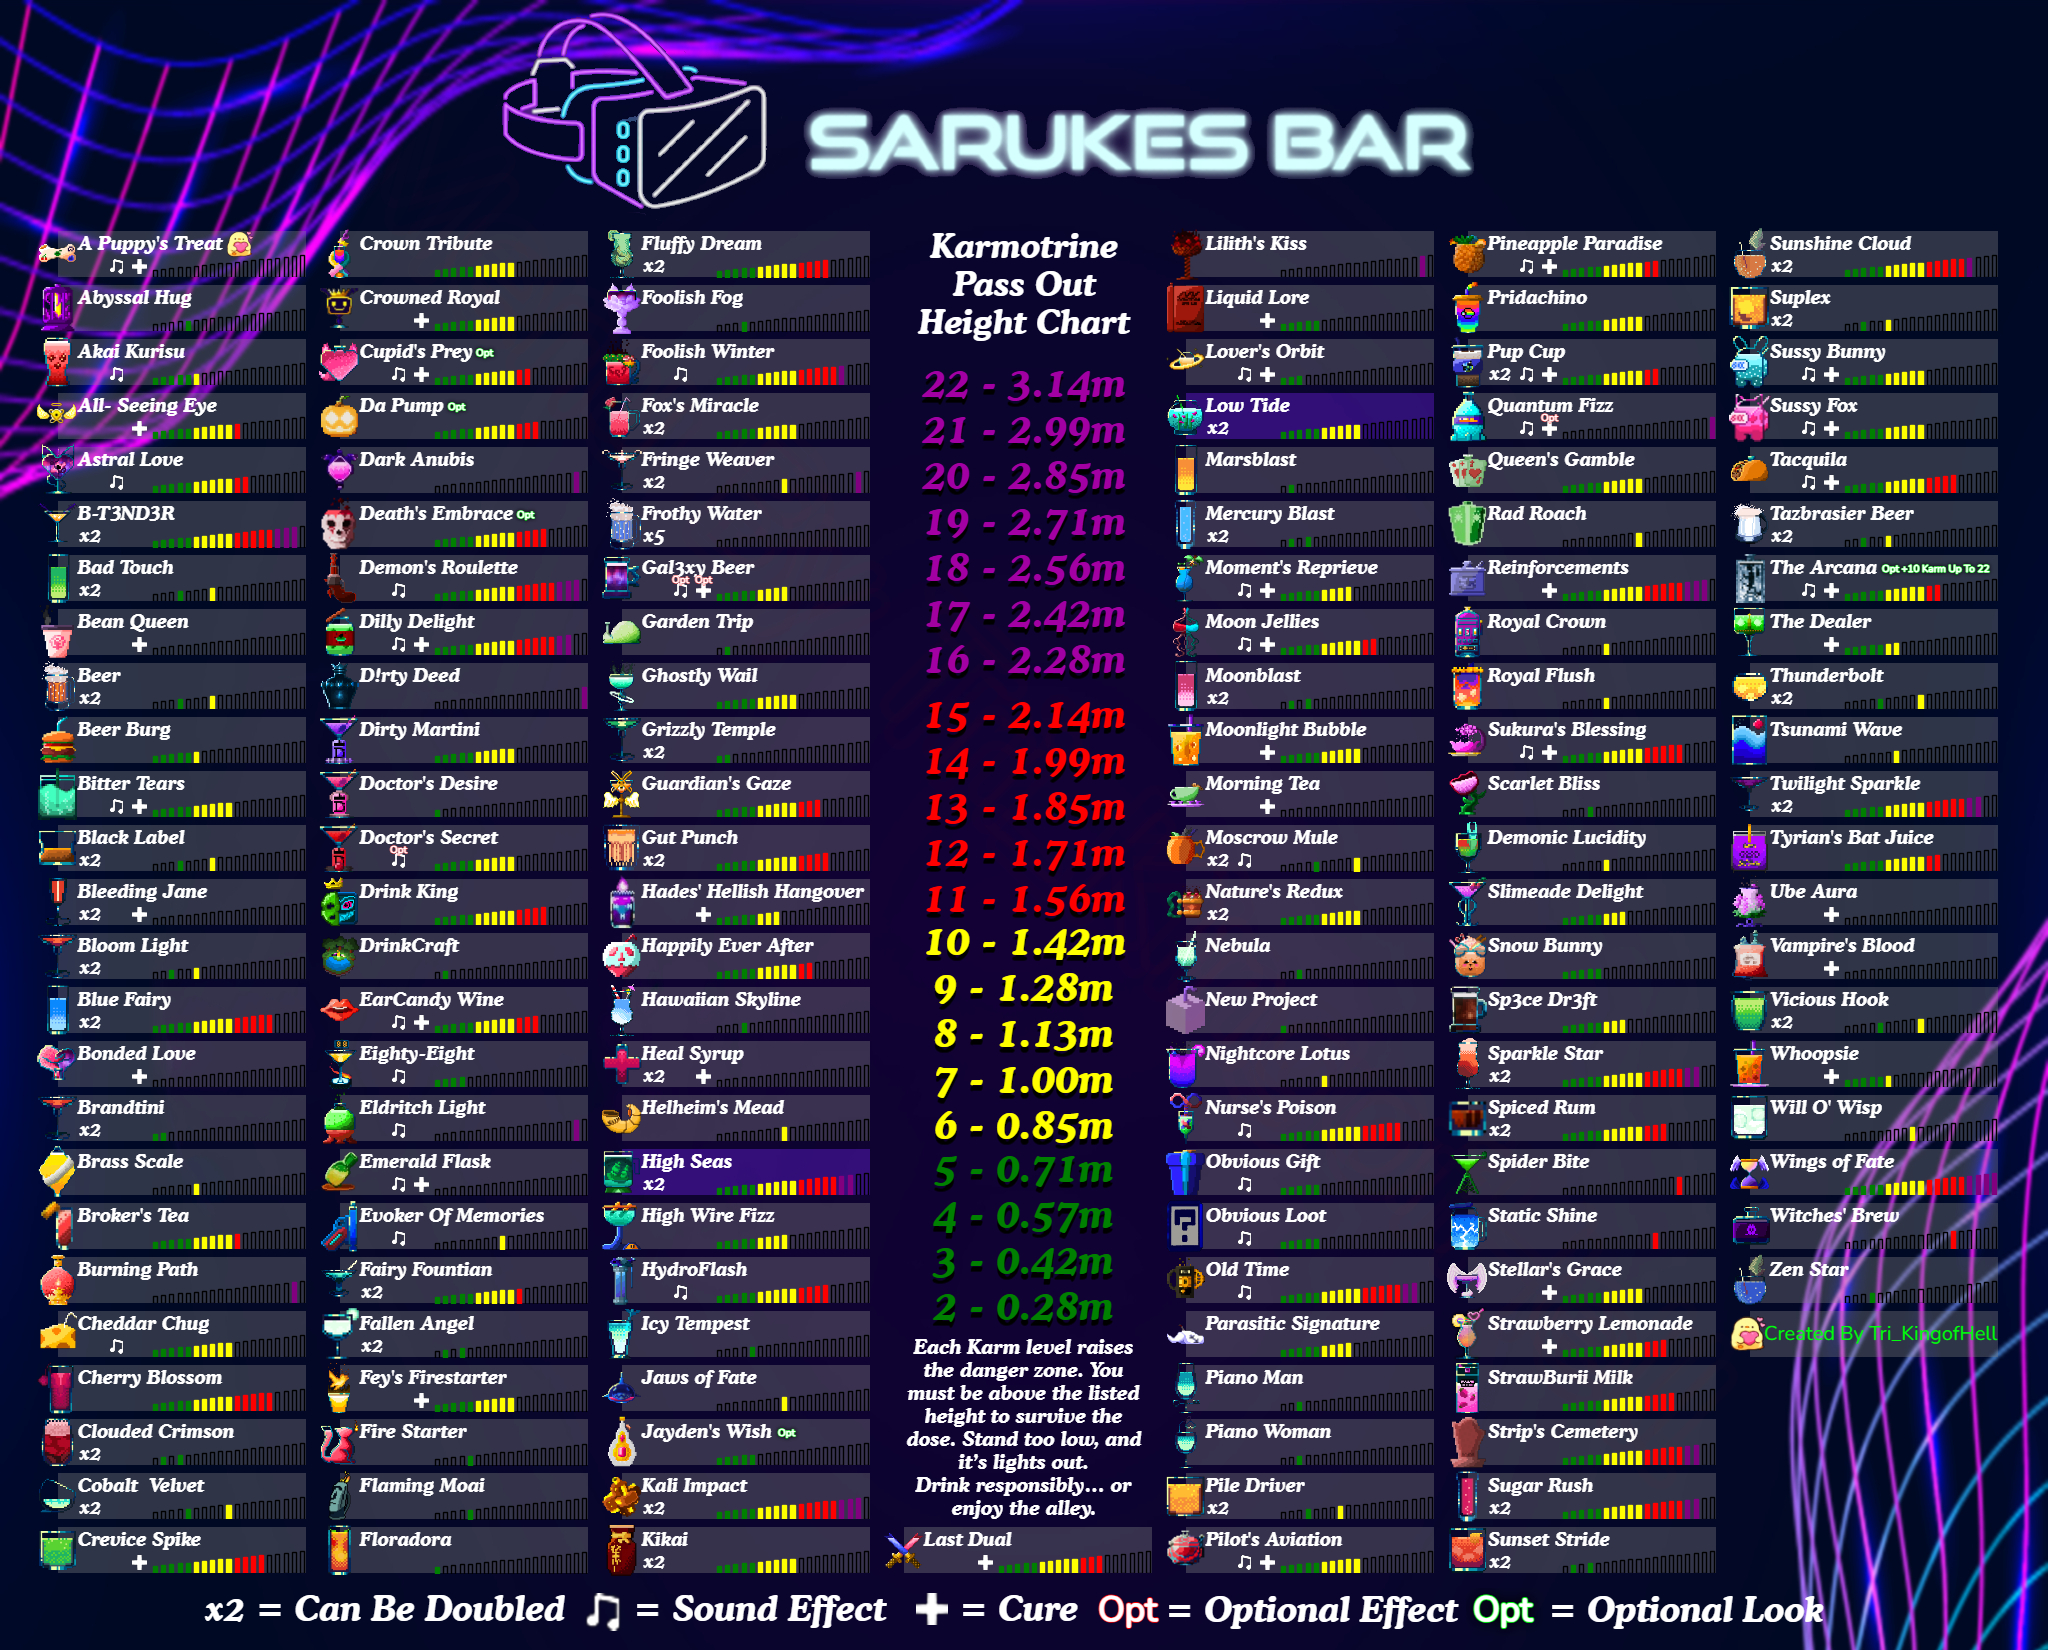 SARUKES BAR
A Puppy's Treat
Abyssal Hug
Akai Kurisu
All- Seeing Eye
Astral Love
B-T3ND3R
x2
Bad Touch
x2
Bean Queen
Beer
x2
Beer Burg
Bitter Tears
Black Label
x2
Bleeding Jane
x2
Bloom Light
x2
Blue Fairy
x2
Bonded Love
Brandtini
x2
Brass Scale
Broker's Tea
Burning Path
Cheddar Chug
Cherry Blossom
Clouded Crimson
x2
Cobalt Velvet
x2
Crevice Spike
Crown Tribute
Crowned Royal
Cupid's Prey Opt
Da Pump Opt
Dark Anubis
Death's Embrace Opt
Demon's Roulette
Dilly Delight
D!rty Deed
Dirty Martini
Doctor's Desire
Doctor's Secret
Opt
Drink King
DrinkCraft
EarCandy Wine
Eighty-Eight
Eldritch Light
Emerald Flask
Evoker Of Memories
Fairy Fountian
x2
Fallen Angel
x2
Fey's Firestarter
Fire Starter
Flaming Moai
Floradora
Fluffy Dream
x2
Foolish Fog
Foolish Winter
Fox's Miracle
x2
Fringe Weaver
x2
Frothy Water
x5
Gal3xy Beer
Opt Opt
Garden Trip
Ghostly Wail
Grizzly Temple
x2
Guardian's Gaze
Gut Punch
x2
Hades' Hellish Hangover
Happily Ever After
Hawaiian Skyline
Heal Syrup
x2
Helheim's Mead
High Seas
x2
High Wire Fizz
HydroFlash
Icy Tempest
Jaws of Fate
Jayden's Wish Opt
Kali Impact
x2
Kikai
x2
Karmotrine
Pass Out
Height Chart
22 - 3.14m
21 - 2.99m
20 - 2.85m
19 - 2.71m
18 - 2.56m
17 - 2.42m
16 - 2.28m
15 - 2.14m
14 - 1.99m
13 - 1.85m
12 - 1.71m
11 - 1.56m
10 - 1.42m
9 - 1.28m
8 - 1.13m
7 - 1.00m
6 - 0.85m
5 - 0.71m
4 - 0.57m
3 - 0.42m
2 - 0.28m
Each Karm level raises
the danger zone. You
must be above the listed
height to survive the
dose. Stand too low, and
it's lights out.
Drink responsibly... or
enjoy the alley.
Last Dual
Lilith's Kiss
Liquid Lore
Lover's Orbit
Low Tide
x2
Marsblast
Mercury Blast
x2
Moment's Reprieve
Moon Jellies
Moonblast
x2
Moonlight Bubble
Morning Tea
Moscrow Mule
x2
Nature's Redux
x2
Nebula
New Project
Nightcore Lotus
Nurse's Poison
Obvious Gift
Obvious Loot
Old Time
Parasitic Signature
Piano Man
Piano Woman
Pile Driver
x2
Pilot's Aviation
Pineapple Paradise
Pridachino
Pup Cup
x2
Quantum Fizz
Opt
Queen's Gamble
Rad Roach
Reinforcements
Royal Crown
Royal Flush
Sukura's Blessing
Scarlet Bliss
Demonic Lucidity
Slimeade Delight
Snow Bunny
Sp3ce Dr3ft
Sparkle Star
x2
Spiced Rum
x2
Spider Bite
Static Shine
Stellar's Grace
Strawberry Lemonade
StrawBurii Milk
Strip's Cemetery
Sugar Rush
x2
Sunset Stride
x2
Sunshine Cloud
x2
Suplex
x2
Sussy Bunny
Sussy Fox
Tacquila
Tazbrasier Beer
x2
The Arcana Opt +10 Karm Up To 22
The Dealer
Thunderbolt
x2
Tsunami Wave
Twilight Sparkle
x2
Tyrian's Bat Juice
Ube Aura
Vampire's Blood
Vicious Hook
x2
Whoopsie
Will O' Wisp
Wings of Fate
Witches' Brew
Zen Star
Created By Tri_KingofHell
x2 = Can Be Doubled = Sound Effect = Cure Opt = Optional Effect Opt = Optional Look